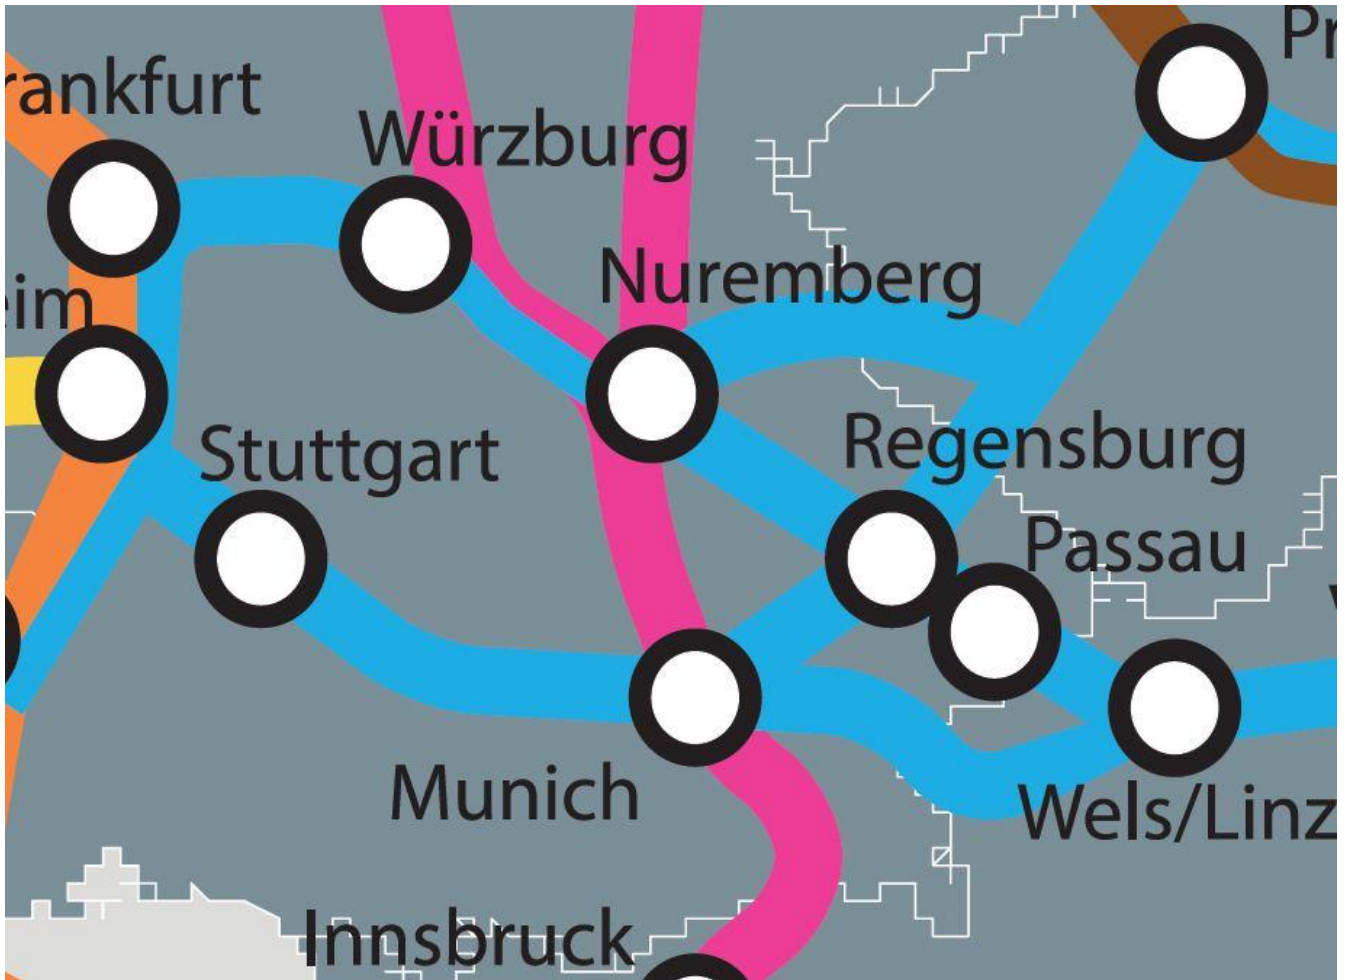 Pr
rankfurt
Würzburg
Nuremberg
eim
Regensburg
Stuttgart
Passau
Munich
Wels/Linz
Innsbruck